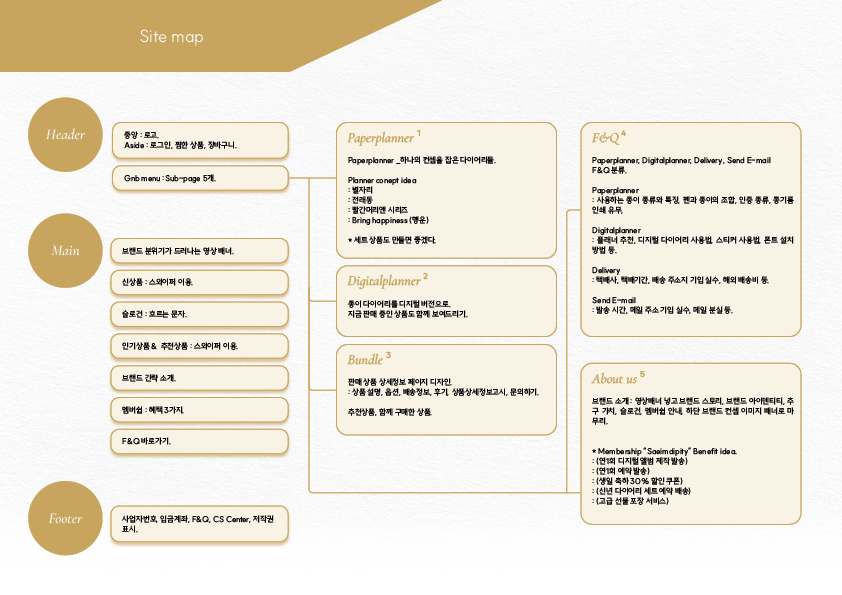 Site map
Header
중앙 : 로고.
Aside : 로그인, 찜한 상품, 장바구니.
Gnb menu : Sub-page 5개.
Main
브랜드 분위기가 드러나는 영상 배너.
신상품 : 스와이퍼 이용.
슬로건 : 흐르는 문자.
인기상품 & 추천상품 : 스와이퍼 이용.
브랜드 간략 소개.
멤버쉽 : 혜택 3가지.
F&Q 바로가기.
Footer
사업자번호, 입금계좌, F&Q, CS Center, 저작권
표시.
Paperplanner 1
Paperplanner _하나의 컨셉을 잡은 다이어리들.
Planner conept idea
: 별자리
: 전래동
: 빨간머리앤 시리즈
: Bring happiness (행운)
* 세트 상품도 만들면 좋겠다.
Digitalplanner 2
종이 다이어리를 디지털 버전으로.
지금 판매 중인 상품도 함께 보여드리기.
Bundle 3
판매 상품 상세정보 페이지 디자인.
: 상품 설명, 옵션, 배송정보, 후기, 상품상세정보고시, 문의하기.
추천상품, 함께 구매한 상품.
F&Q 4
Paperplanner, Digitalplanner, Delivery, Send E-mail
F&Q 분류.
Paperplanner
: 사용하는 종이 종류와 특징, 펜과 종이의 조합, 인증 종류, 종기름
인쇄 유무,
Digitalplanner
: 플래너 추천, 디지털 다이어리 사용법, 스티커 사용법, 폰트 설치
방법 등.
Delivery
: 택배사, 택배기간, 배송 주소지 기입 실수, 해외 배송비 등.
Send E-mail
: 발송 시간, 메일 주소 기입 실수, 메일 분실 등.
About us 5
브랜드 소개 : 영상배너 넣고 브랜드 스토리, 브랜드 아이덴티티, 추
구 가치, 슬로건, 멤버쉽 안내, 하단 브랜드 컨셉 이미지 배너로 마
무리.
* Membership "Saeimdipity" Benefit idea.
: (연1회 디지털 앨범 제작 발송)
: (연1회 예약 발송)
: (생일 축하 30% 할인 쿠폰)
: (신년 다이어리 세트 예약 배송)
: (고급 선물 포장 서비스)